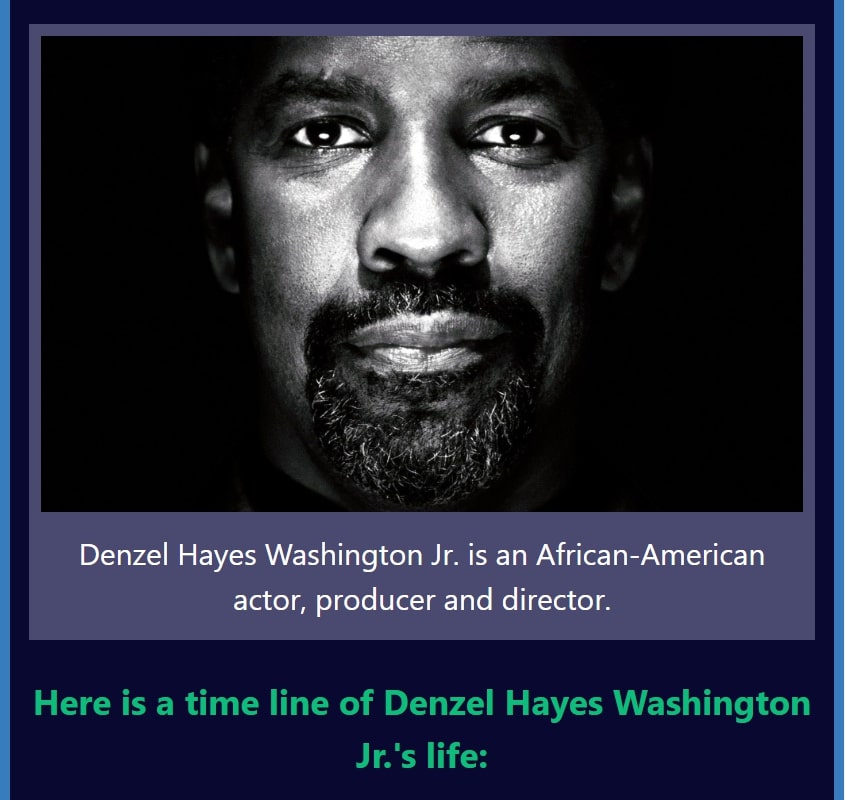 Denzel Hayes Washington Jr. is an African-American
actor, producer and director.
Here is a time line of Denzel Hayes Washington
Jr.'s life: